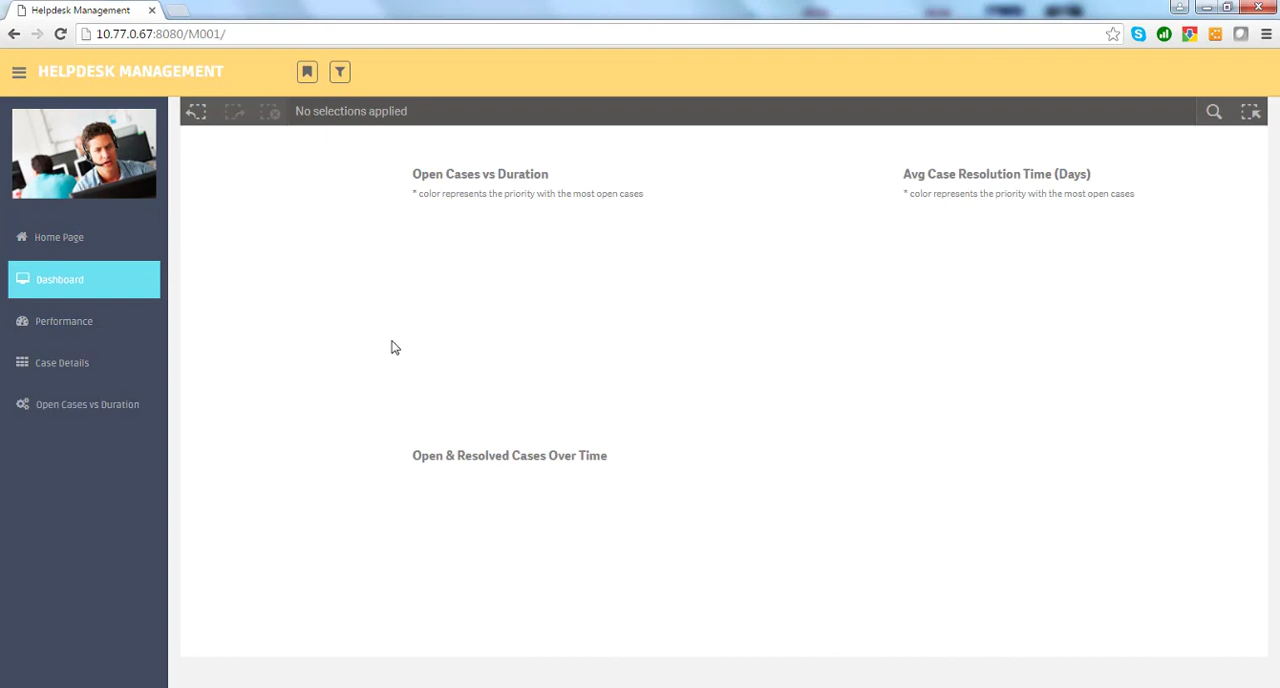 Helpdesk Management
10.77.0.67:8080/M001/
HELPDESK MANAGEMENT
No selections applied
Home Page
Dashboard
Performance
Case Details
Open Cases vs Duration
Open Cases vs Duration
* color represents the priority with the most open cases
Avg Case Resolution Time (Days)
* color represents the priority with the most open cases
Open & Resolved Cases Over Time